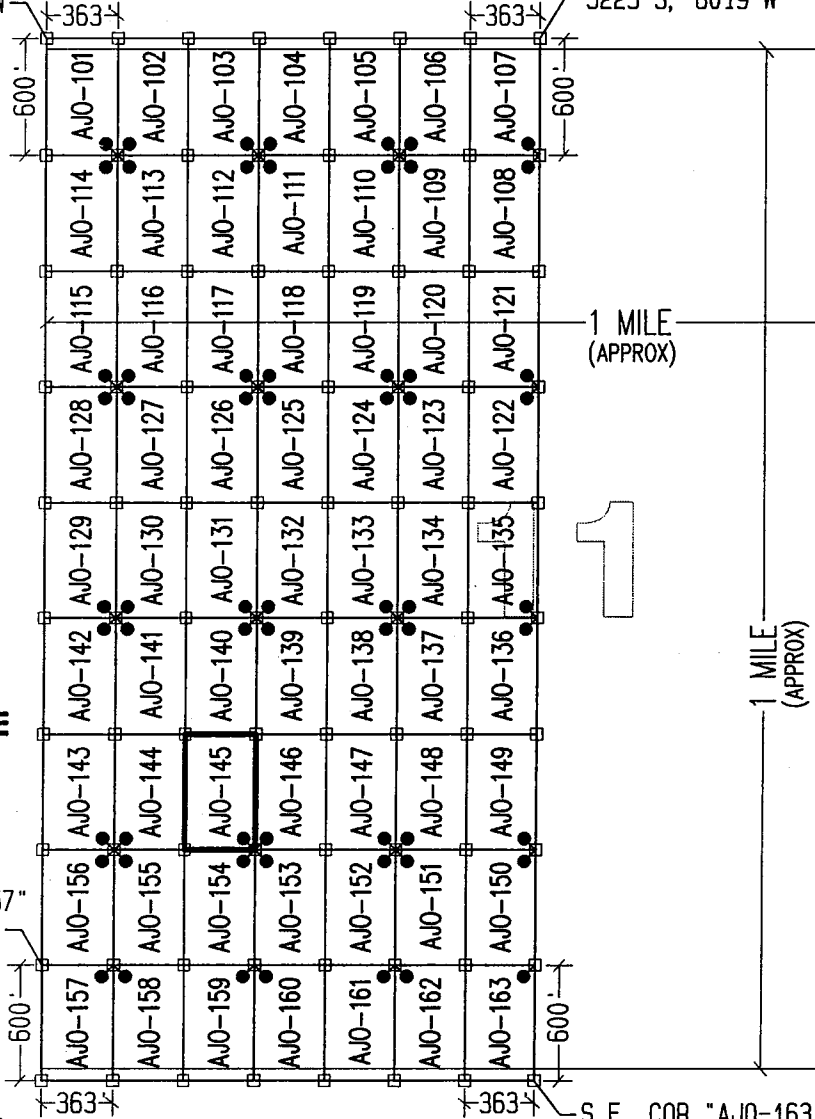 363' 363' 5225 S, 6019 W
600' AJO-101 AJO-102 AJO-103 AJO-104 AJO-105 AJO-106 AJO-107 600'
AJO-114 AJO-113 AJO-112 AJO-111 AJO-110 AJO-109 AJO-108
AJO-115 AJO-116 AJO-117 AJO-118 AJO-119 AJO-120 AJO-121
1 MILE
(APPROX)
AJO-128 AJO-127 AJO-126 AJO-125 AJO-124 AJO-123 AJO-122
AJO-129 AJO-130 AJO-131 AJO-132 AJO-133 AJO-134 AJO-135
11
AJO-142 AJO-141 AJO-140 AJO-139 AJO-138 AJO-137 AJO-136
1 MILE
(APPROX)
AJO-143 AJO-144 AJO-145 AJO-146 AJO-147 AJO-148 AJO-149
AJO-156 AJO-155 AJO-154 AJO-153 AJO-152 AJO-151 AJO-150
57"
600' AJO-157 AJO-158 AJO-159 AJO-160 AJO-161 AJO-162 AJO-163 600'
363' 363' S.E. COR "AJO-163